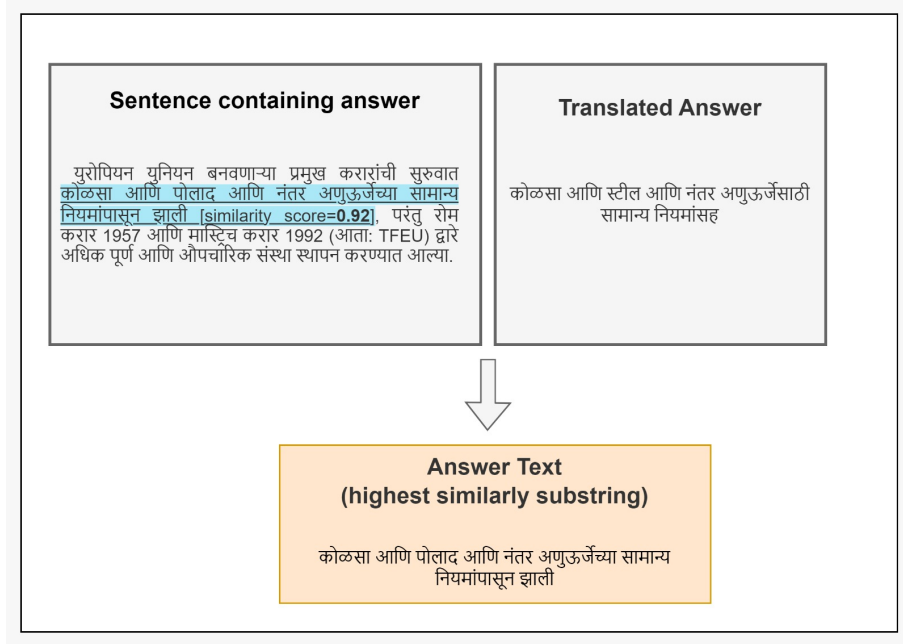 Sentence containing answer
युरोपियन युनियन बनवणाऱ्या प्रमुख करारांची सुरुवात
कोळसा आणि पोलाद आणि नंतर अणुऊर्जेच्या सामान्य
नियमांपासून झाली [similarity score=0.92], परंतु रोम
करार 1957 आणि मास्ट्रिच करार 1992 (आता: TFEU) द्वारे
अधिक पूर्ण आणि औपचारिक संस्था स्थापन करण्यात आल्या.
Translated Answer
कोळसा आणि स्टील आणि नंतर अणुऊर्जेसाठी
सामान्य नियमांसह
Answer Text
(highest similarly substring)
कोळसा आणि पोलाद आणि नंतर अणुऊर्जेच्या सामान्य
नियमांपासून झाली